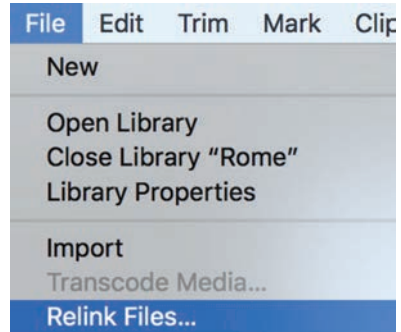 File Edit Trim Mark Clip
New
Open Library
Close Library "Rome"
Library Properties
Import
Transcode Media...
Relink Files...